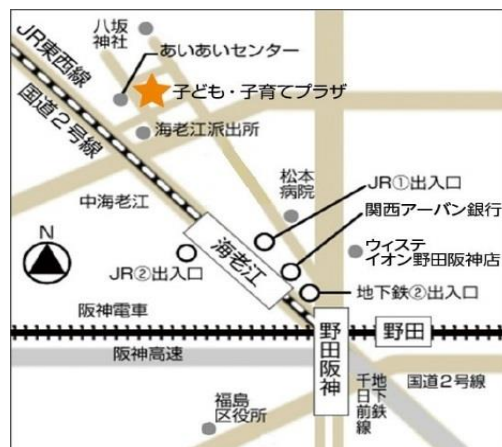 八坂
神社
あいあいセンター
JR東西線
国道2号線
子ども・子育てプラザ
海老江派出所
松本
病院
JR①出入口
中海老江
関西アーバン銀行
N
海老江
ウィステ
イオン野田阪神店
JR②出入口
地下鉄②出入口
阪神電車
野田阪神
野田
阪神高速
国道2号線
地下鉄
千日前線
福島
区役所